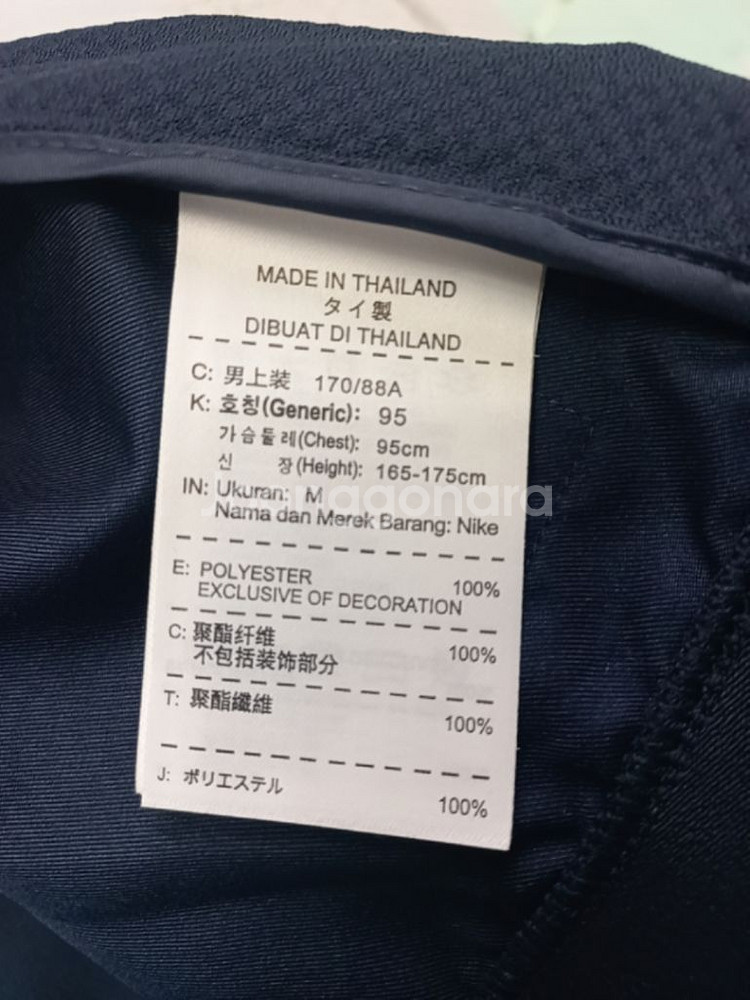 MADE IN THAILAND
タイ製
DIBUAT DI THAILAND
C: 男上装 170/88A
K: 호칭(Generic): 95
가슴둘레(Chest): 95cm
신 장(Height): 165-175cm
IN: Ukuran: M
Nama dan Merek Barang: Nike
E: POLYESTER 100%
EXCLUSIVE OF DECORATION
C: 聚酯纤维 100%
不包括装饰部分
T: 聚酯纖維 100%
J: ポリエステル 100%